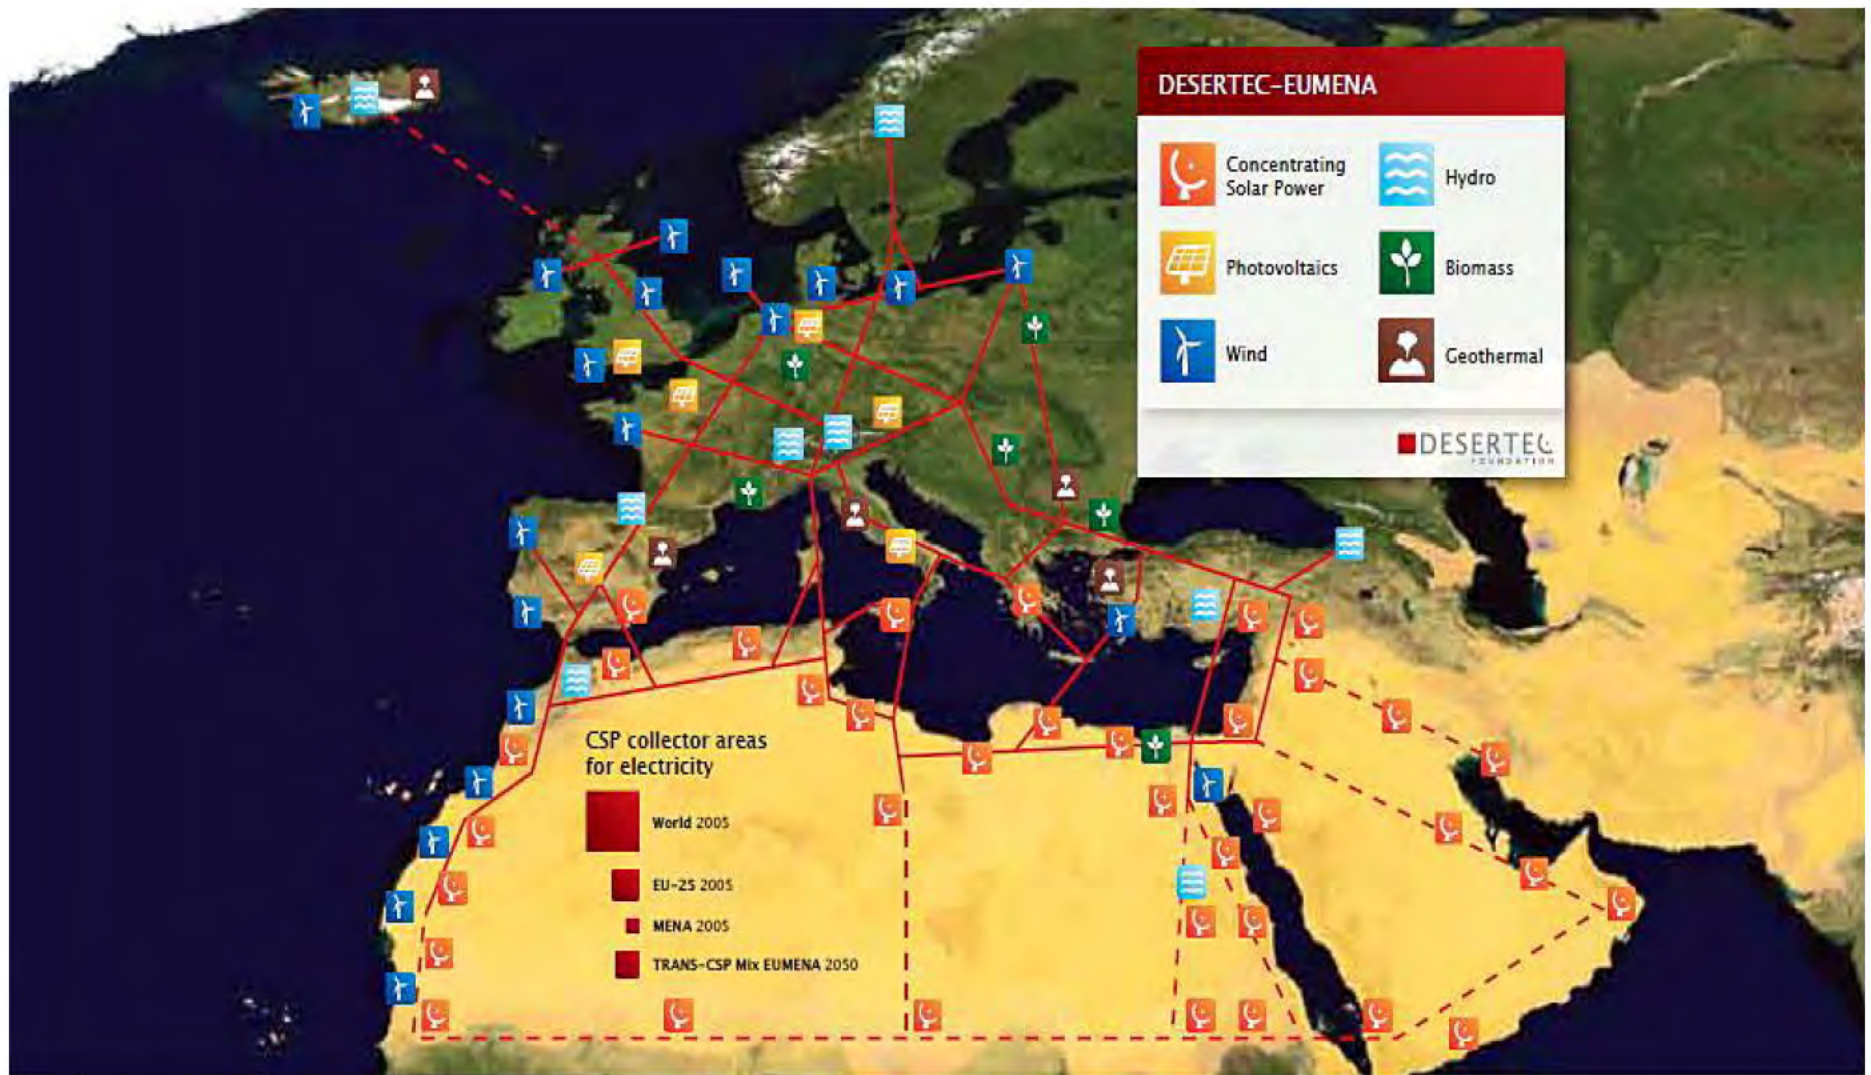 DESERTEC-EUMENA
Concentrating
Solar Power
Hydro
Photovoltaics
Biomass
Wind
Geothermal
DESERTEC
FOUNDATION
CSP collector areas
for electricity
World 2005
EU-25 2005
MENA 2005
TRANS-CSP Mix EUMENA 2050